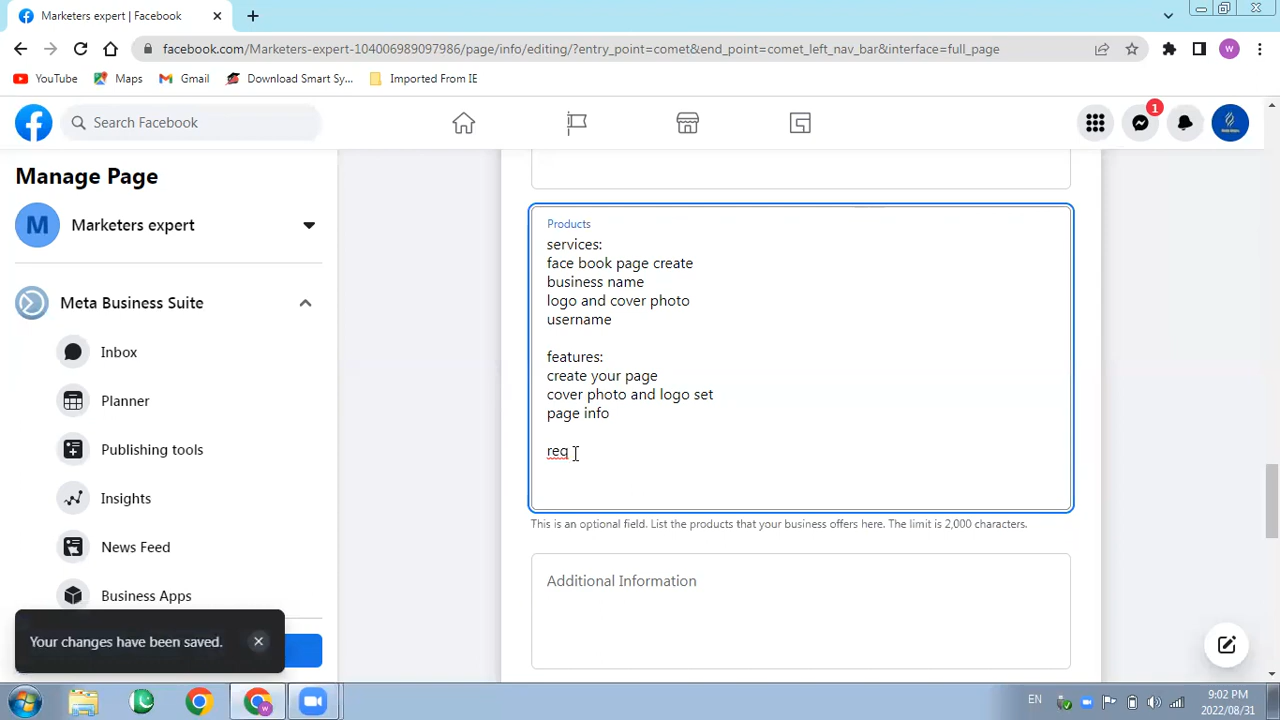 Marketers expert | Facebook
facebook.com/Marketers-expert-104006989097986/page/info/editing/?entry_point=comet&end_point=comet_left_nav_bar&interface=full_page
W
YouTube
Maps
Gmail
Download Smart Sy...
Imported From IE
Search Facebook
1
Manage Page
M
Marketers expert
Meta Business Suite
Inbox
Planner
Publishing tools
Insights
News Feed
Business Apps
Your changes have been saved.
Products
services:
face book page create
business name
logo and cover photo
username
features:
create your page
cover photo and logo set
page info
req
This is an optional field. List the products that your business offers here. The limit is 2,000 characters.
Additional Information
EN
9:02 PM
2022/08/31